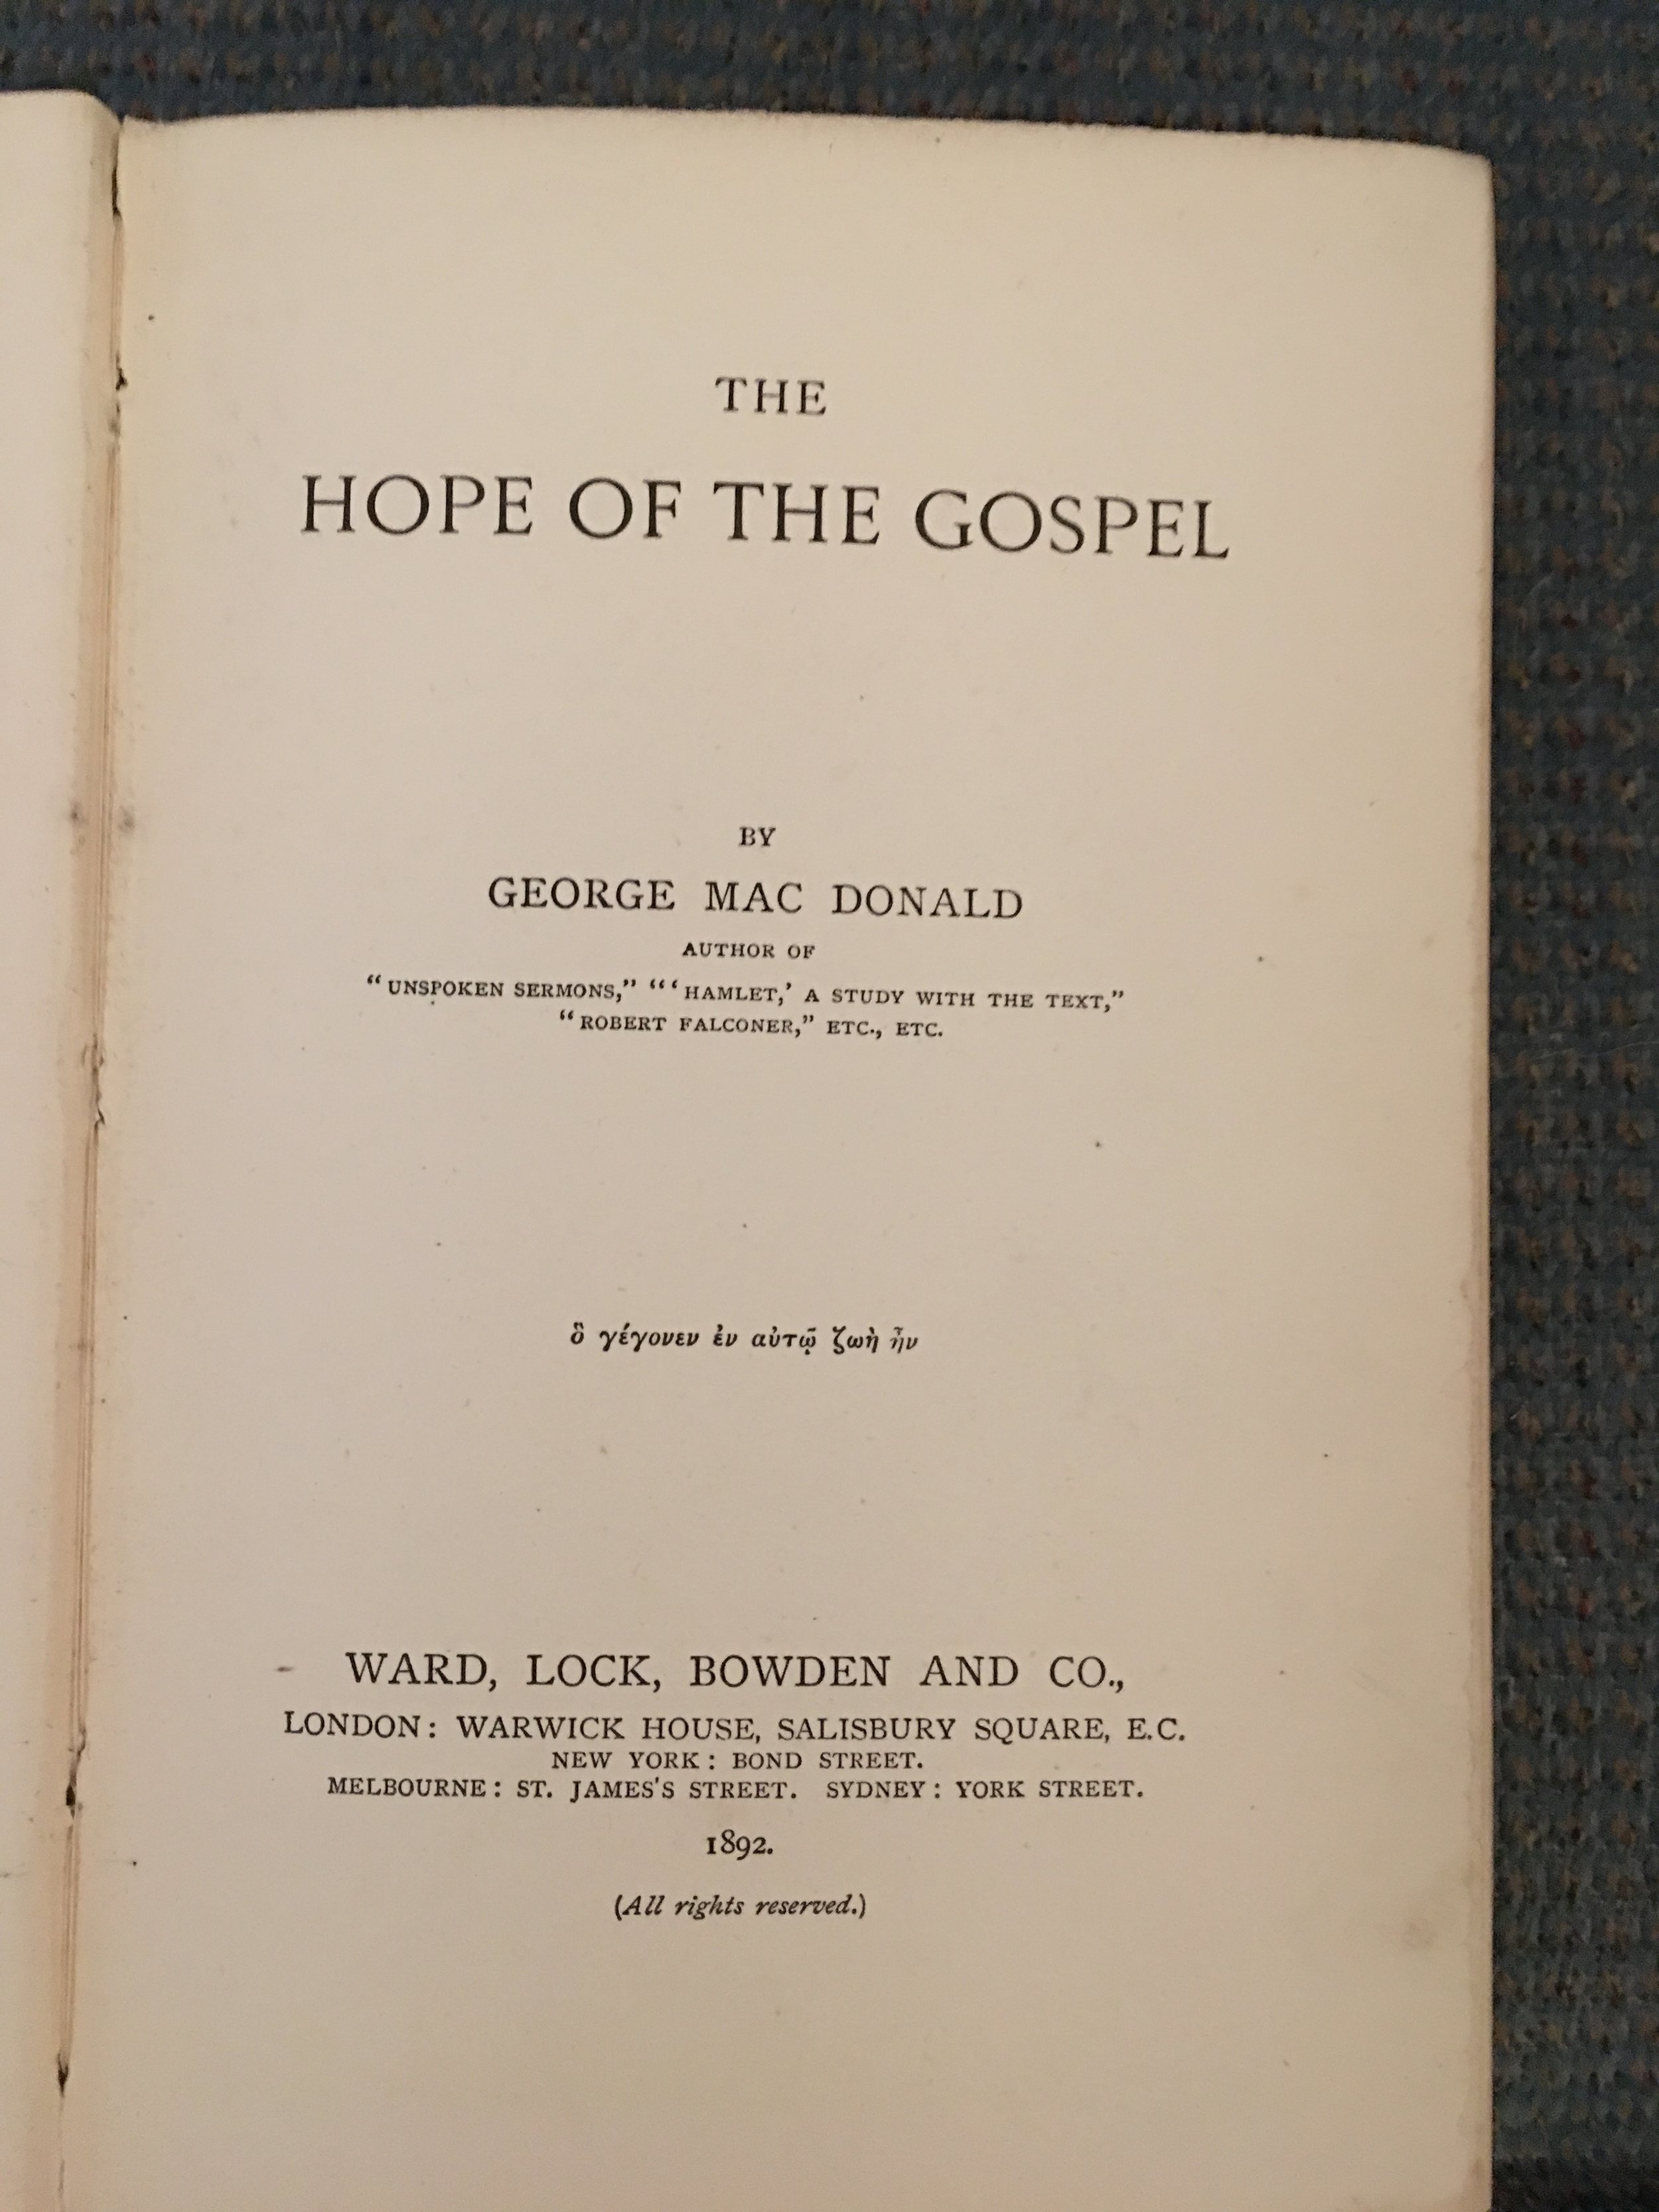 THE
HOPE OF THE GOSPEL
BY
GEORGE MAC DONALD
AUTHOR OF
“UNSPOKEN SERMONS,” “‘HAMLET,’ A STUDY WITH THE TEXT,”
“ROBERT FALCONER,” ETC., ETC.
ὃ γέγονεν ἐν αὐτῷ ζωὴ ἦν
WARD, LOCK, BOWDEN AND CO.,
LONDON: WARWICK HOUSE, SALISBURY SQUARE, E.C.
NEW YORK: BOND STREET.
MELBOURNE: ST. JAMES'S STREET. SYDNEY: YORK STREET.
1892.
(All rights reserved.)